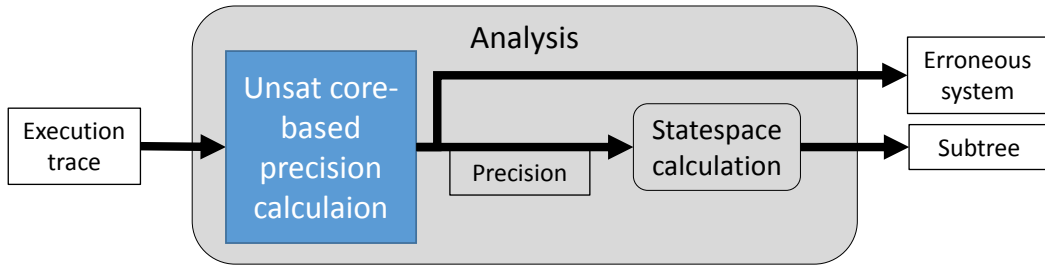 Analysis
Execution
trace
Unsat core-
based
precision
calculaion
Precision
Statespace
calculation
Erroneous
system
Subtree